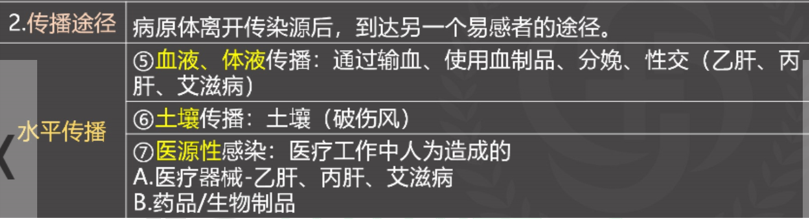 2.传播途径
病原体离开传染源后，到达另一个易感者的途径。
水平传播
⑤血液、体液传播：通过输血、使用血制品、分娩、性交（乙肝、丙
肝、艾滋病）
⑥土壤传播：土壤（破伤风）
⑦医源性感染：医疗工作中人为造成的
A.医疗器械-乙肝、丙肝、艾滋病
B.药品/生物制品